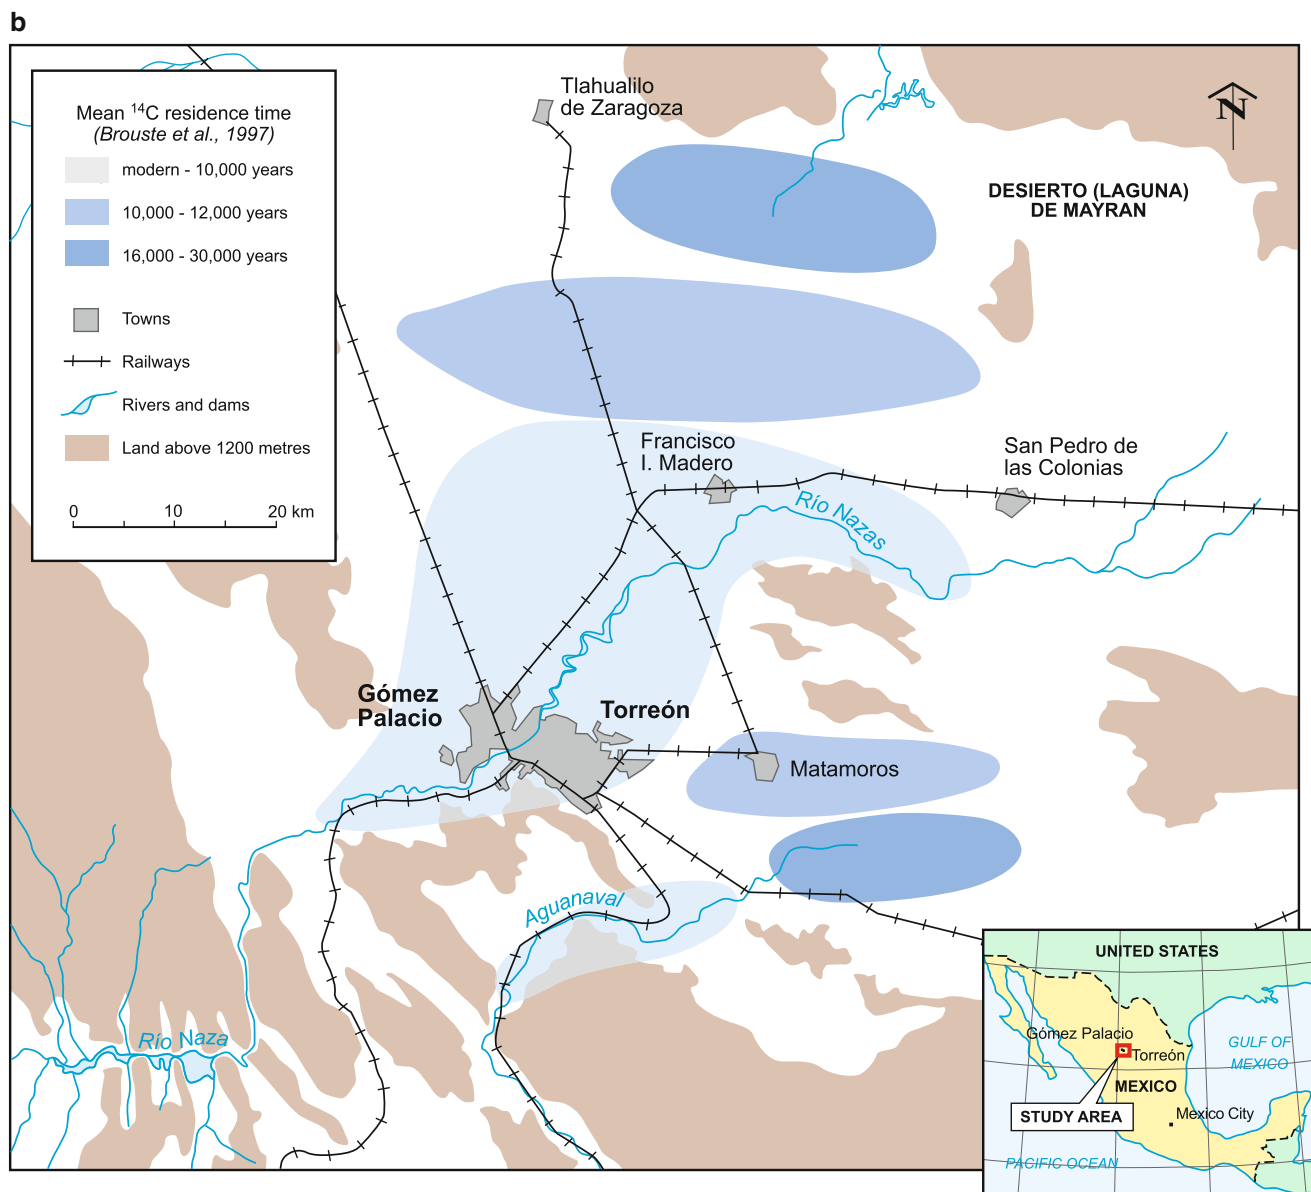 b
Mean ¹⁴C residence time
(Brouste et al., 1997)
modern - 10,000 years
10,000 - 12,000 years
16,000 - 30,000 years
Towns
Railways
Rivers and dams
Land above 1200 metres
0 10 20 km
Tlahualilo
de Zaragoza
N
DESIERTO (LAGUNA)
DE MAYRAN
Francisco
I. Madero
San Pedro de
las Colonias
Río Nazas
Gómez
Palacio
Torreón
Matamoros
Aguanaval
Río Naza
UNITED STATES
Gómez Palacio
Torreón
GULF OF
MEXICO
MEXICO
STUDY AREA
Mexico City
PACIFIC OCEAN